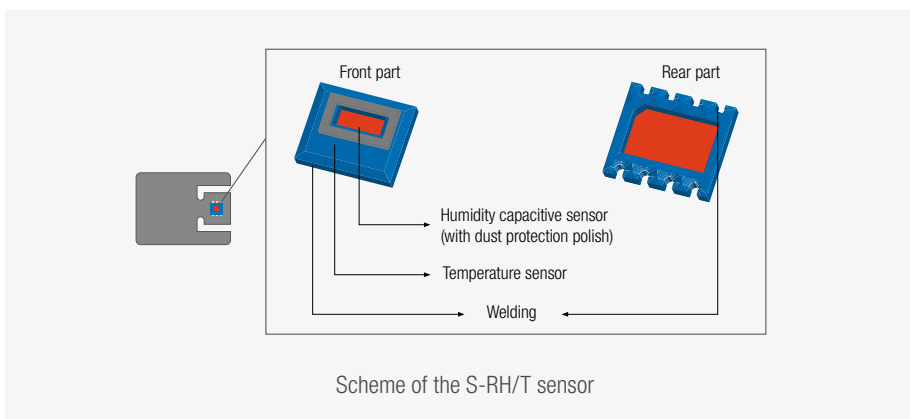 Front part
Rear part
Humidity capacitive sensor
(with dust protection polish)
Temperature sensor
Welding
Scheme of the S-RH/T sensor